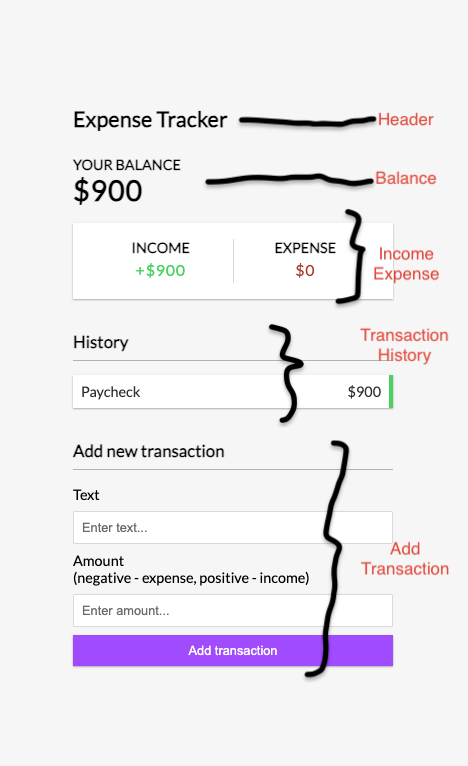 Expense Tracker
Header
YOUR BALANCE
$900
Balance
INCOME
+$900
EXPENSE
$0
Income
Expense
History
Transaction
History
Paycheck
$900
Add new transaction
Text
Enter text...
Amount
(negative - expense, positive - income)
Enter amount...
Add
Transaction
Add transaction